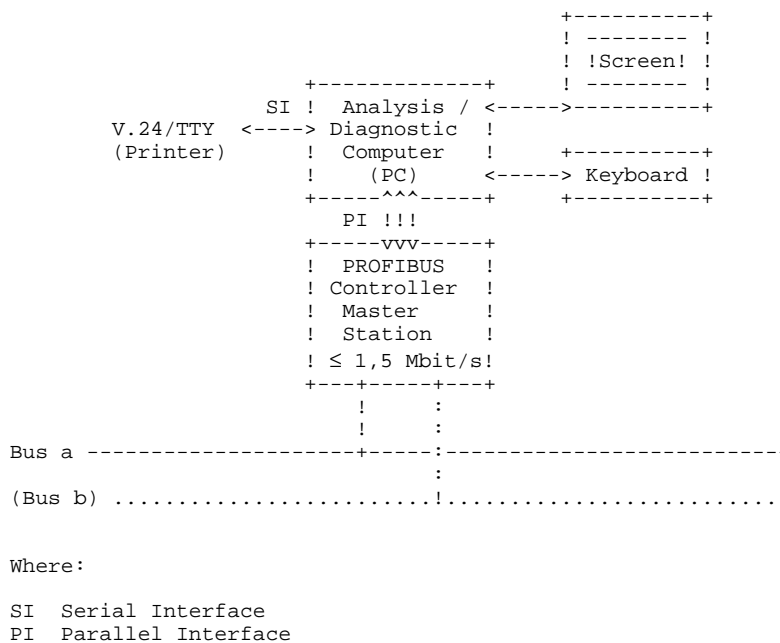 +----------+
! -------- !
! !Screen! !
+-------------+ ! -------- !
SI ! Analysis / <----->----------+
V.24/TTY <----> Diagnostic !
(Printer) ! Computer ! +----------+
! (PC) <-----> Keyboard !
+-----^^^-----+ +----------+
PI !!!
+-----vvv-----+
! PROFIBUS !
! Controller !
! Master !
! Station !
! ≤ 1,5 Mbit/s!
+---+-----+---+
! :
! :
Bus a ---------------------+-----:---------------------------
:
(Bus b) .........................!...........................
Where:
SI Serial Interface
PI Parallel Interface